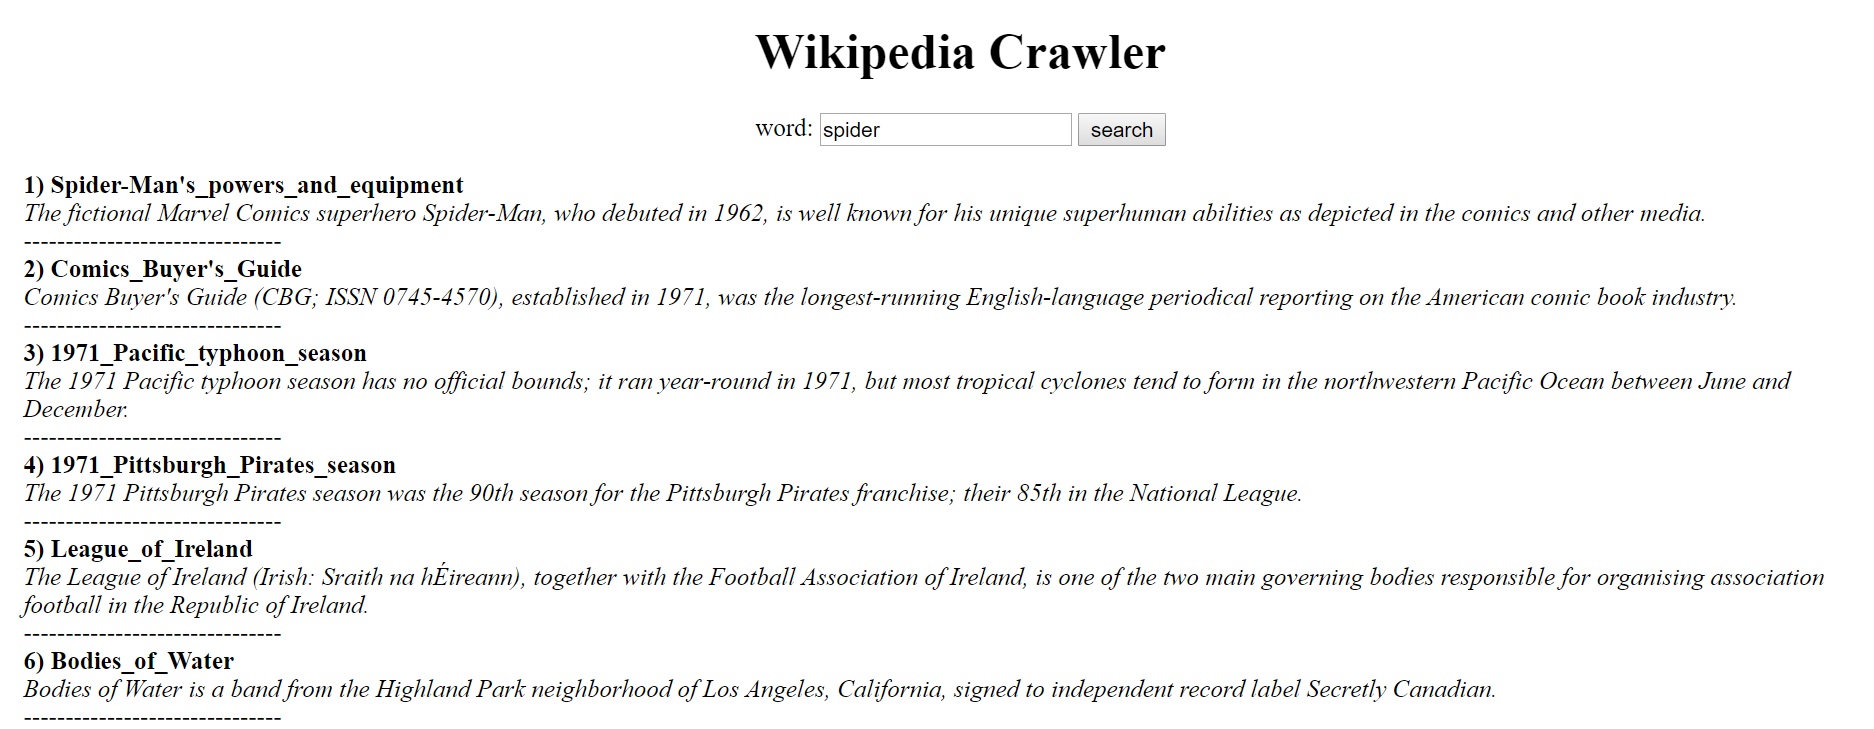 Wikipedia Crawler
word: spider search
1) Spider-Man's_powers_and_equipment
The fictional Marvel Comics superhero Spider-Man, who debuted in 1962, is well known for his unique superhuman abilities as depicted in the comics and other media.
-------------------------------
2) Comics_Buyer's_Guide
Comics Buyer's Guide (CBG; ISSN 0745-4570), established in 1971, was the longest-running English-language periodical reporting on the American comic book industry.
-------------------------------
3) 1971_Pacific_typhoon_season
The 1971 Pacific typhoon season has no official bounds; it ran year-round in 1971, but most tropical cyclones tend to form in the northwestern Pacific Ocean between June and
December.
-------------------------------
4) 1971_Pittsburgh_Pirates_season
The 1971 Pittsburgh Pirates season was the 90th season for the Pittsburgh Pirates franchise; their 85th in the National League.
-------------------------------
5) League_of_Ireland
The League of Ireland (Irish: Sraith na hÉireann), together with the Football Association of Ireland, is one of the two main governing bodies responsible for organising association
football in the Republic of Ireland.
-------------------------------
6) Bodies_of_Water
Bodies of Water is a band from the Highland Park neighborhood of Los Angeles, California, signed to independent record label Secretly Canadian.
-------------------------------